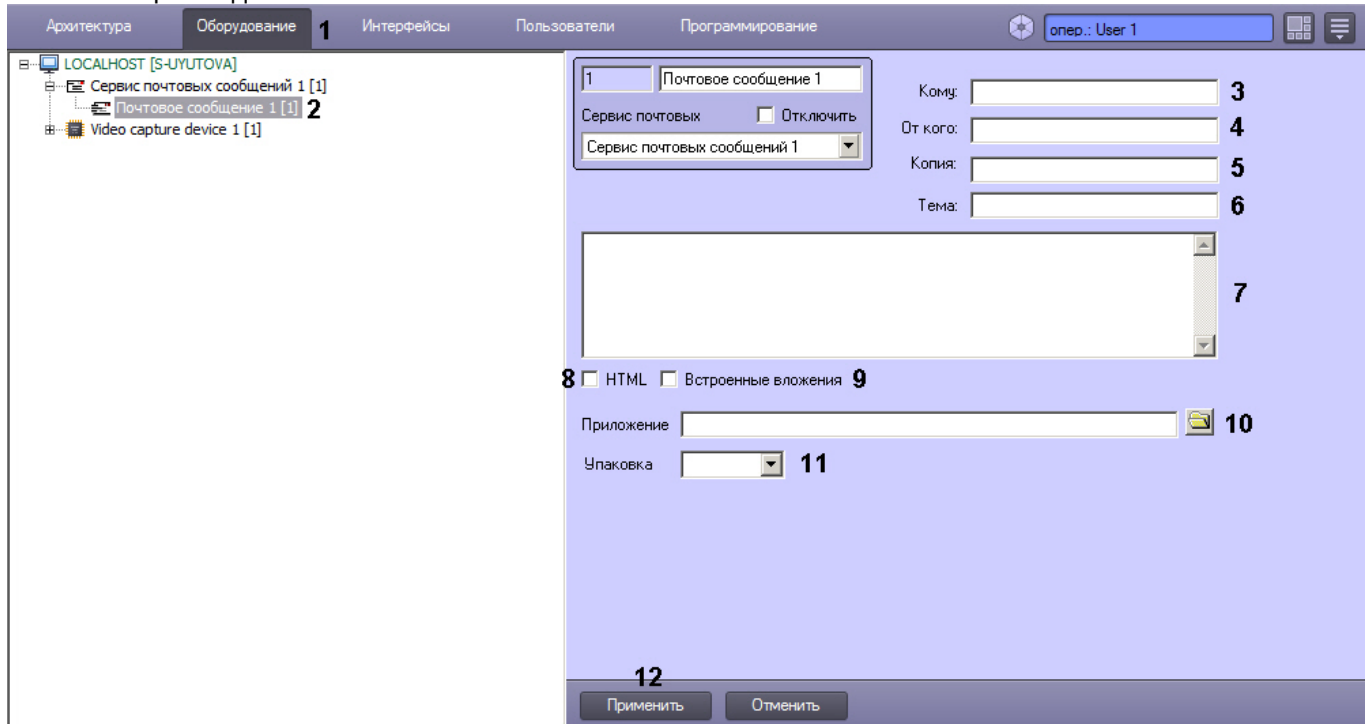 Архитектура Оборудование 1 Интерфейсы Пользователи Программирование опер.: User 1
LOCALHOST [S-UYUTOVA]
Сервис почтовых сообщений 1 [1]
Почтовое сообщение 1 [1] 2
Video capture device 1 [1]
1 Почтовое сообщение 1
Сервис почтовых Отключить
Сервис почтовых сообщений 1
Кому: 3
От кого: 4
Копия: 5
Тема: 6
7
8 HTML Встроенные вложения 9
Приложение 10
Упаковка 11
12
Применить Отменить